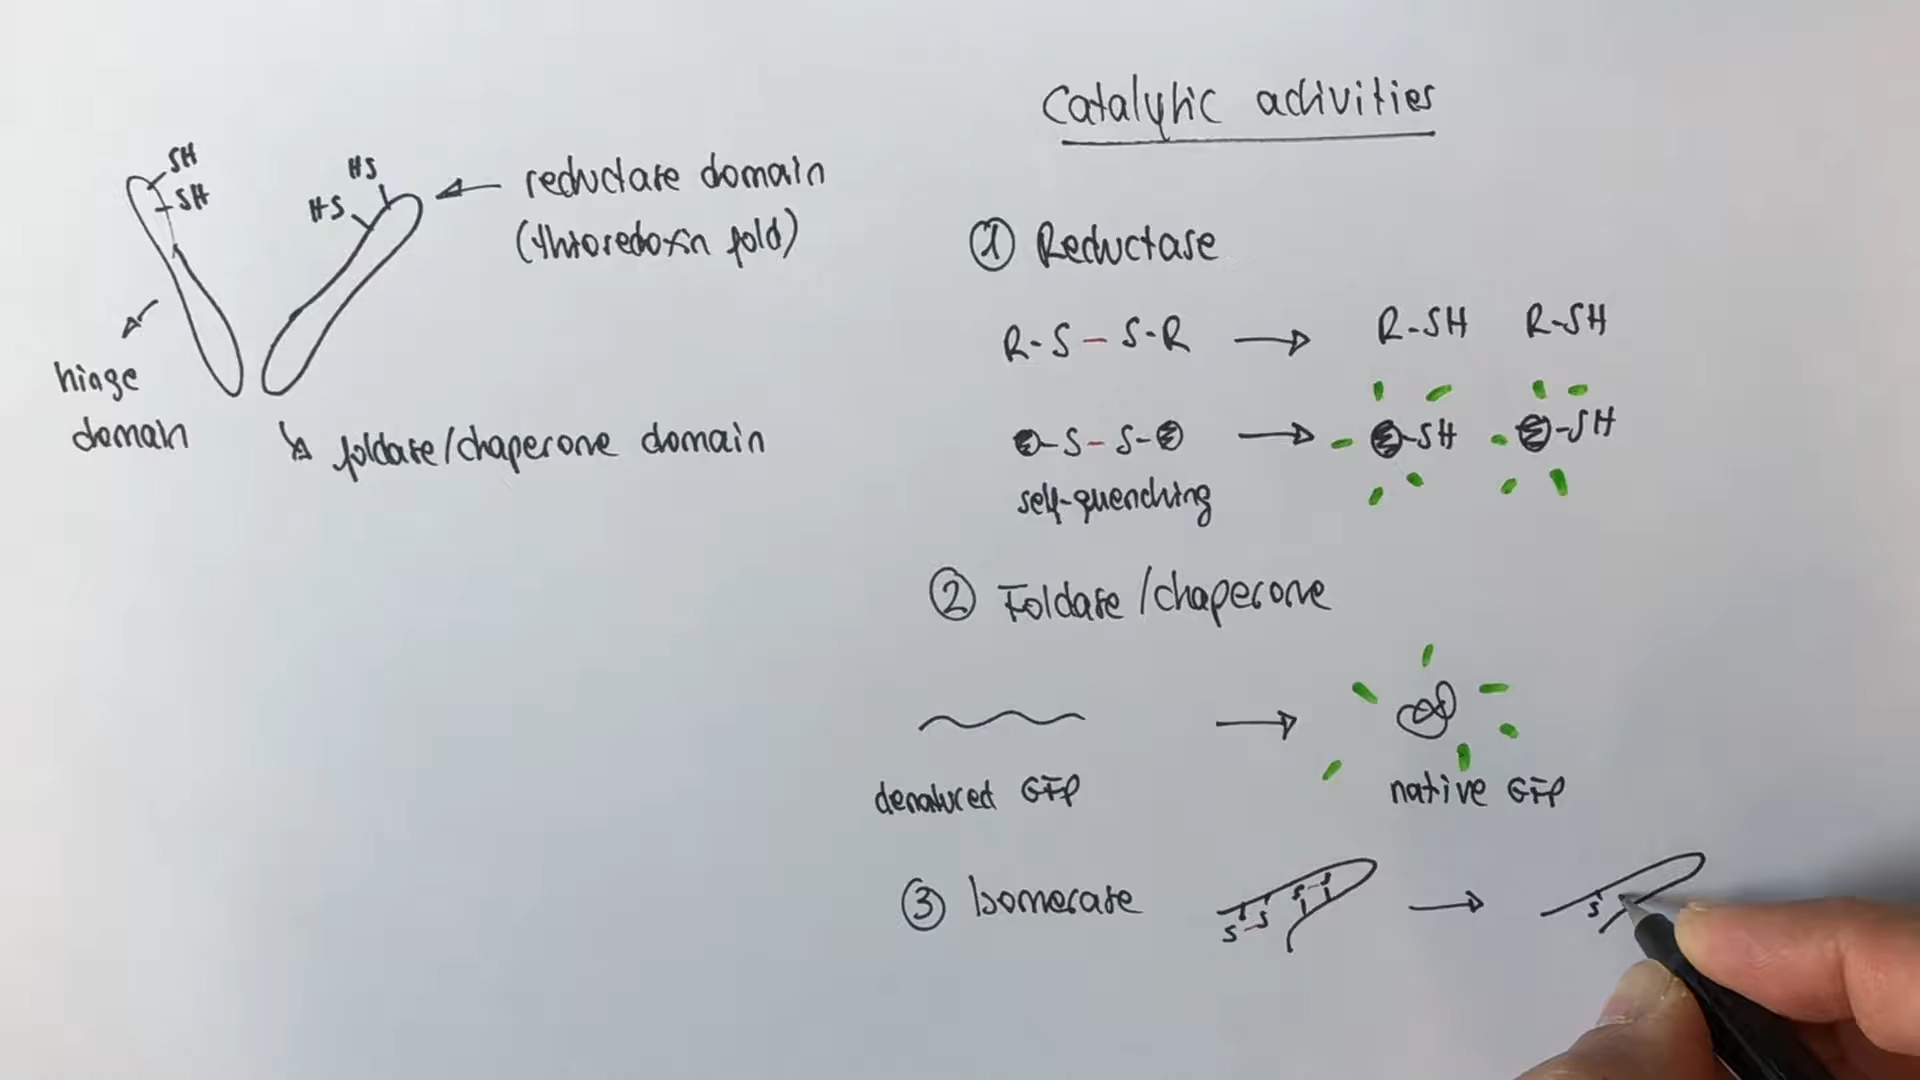 Catalytic activities
SH
SH
HS
HS
reductase domain
(thioredoxin fold)
hinge
domain
foldase/chaperone domain
① Reductase
R-S-S-R → R-SH R-SH
S-S → -SH -SH
self-quenching
② Foldase/chaperone
denatured GFP
native GFP
③ Isomerase
S-S
S-S
S